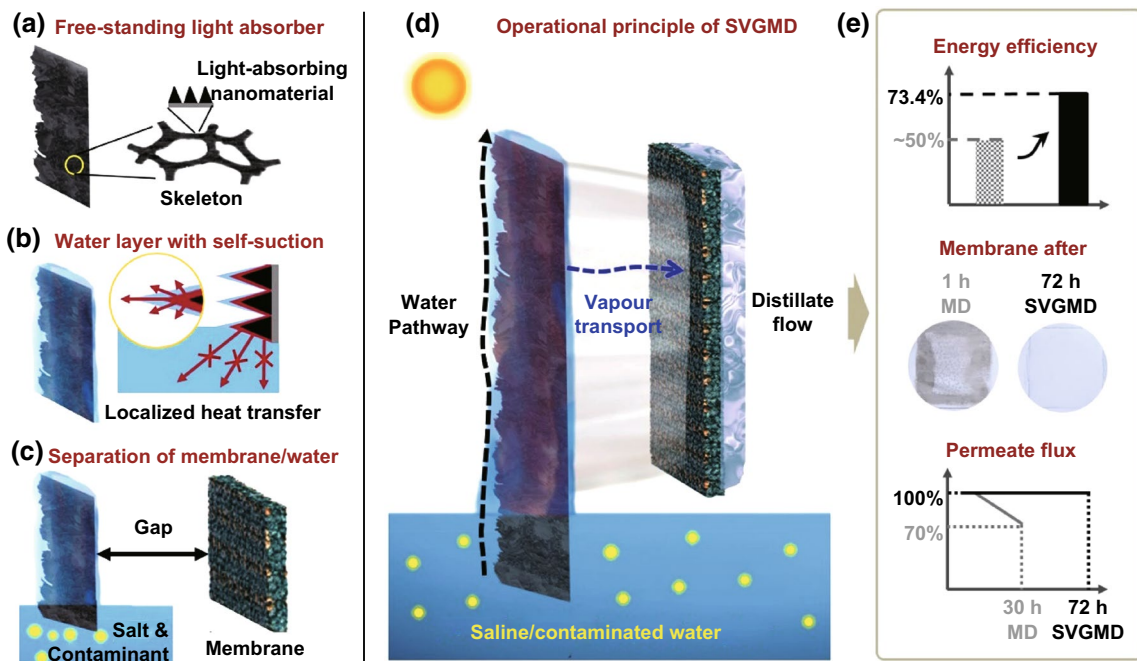 (a) Free-standing light absorber
Light-absorbing
nanomaterial
Skeleton
(b) Water layer with self-suction
Localized heat transfer
(c) Separation of membrane/water
Gap
Salt &
Contaminant
Membrane
(d) Operational principle of SVGMD
Water
Pathway
Vapour
transport
Distillate
flow
Saline/contaminated water
(e)
Energy efficiency
73.4%
~50%
Membrane after
1 h
MD
72 h
SVGMD
Permeate flux
100%
70%
30 h
MD
72 h
SVGMD